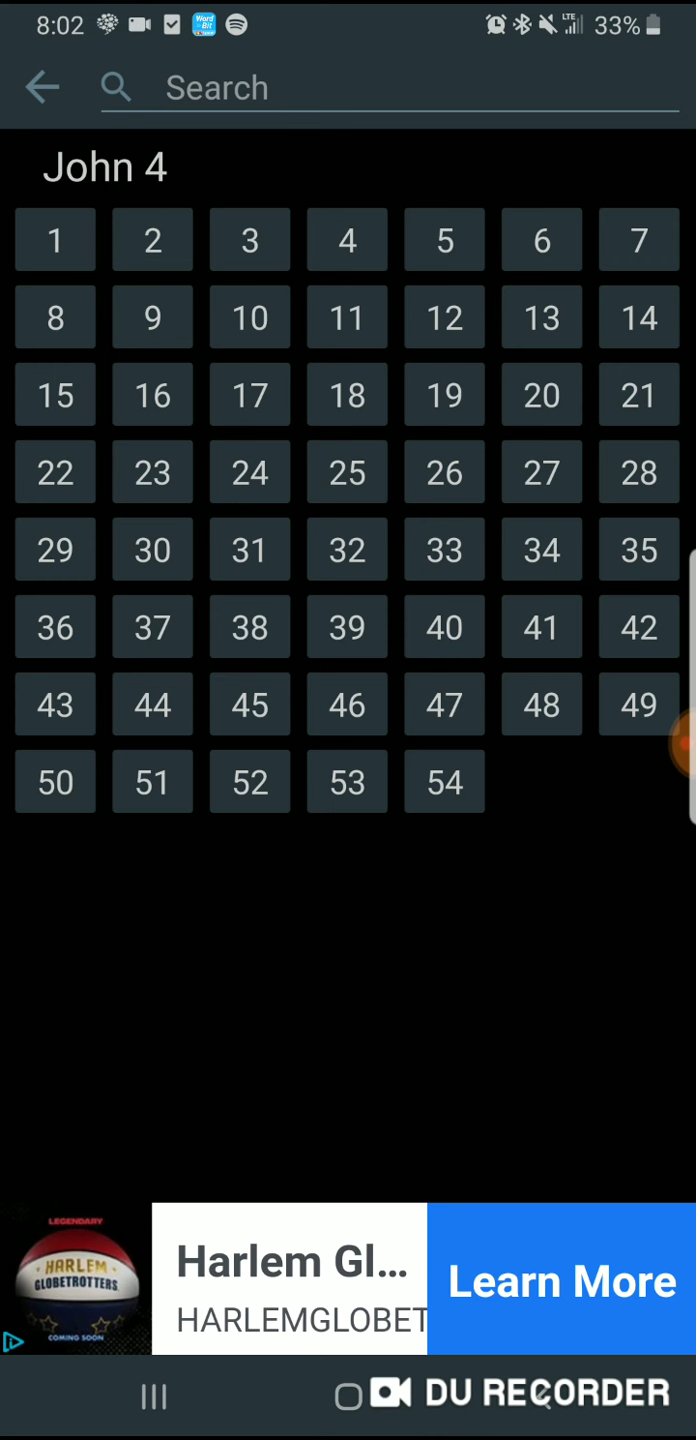 8:02 Word Bit LTE 33%
Search
John 4
1 2 3 4 5 6 7
8 9 10 11 12 13 14
15 16 17 18 19 20 21
22 23 24 25 26 27 28
29 30 31 32 33 34 35
36 37 38 39 40 41 42
43 44 45 46 47 48 49
50 51 52 53 54
LEGENDARY
HARLEM
GLOBETROTTERS
COMING SOON
Harlem Gl...
HARLEMGLOBET
Learn More
DU RECORDER